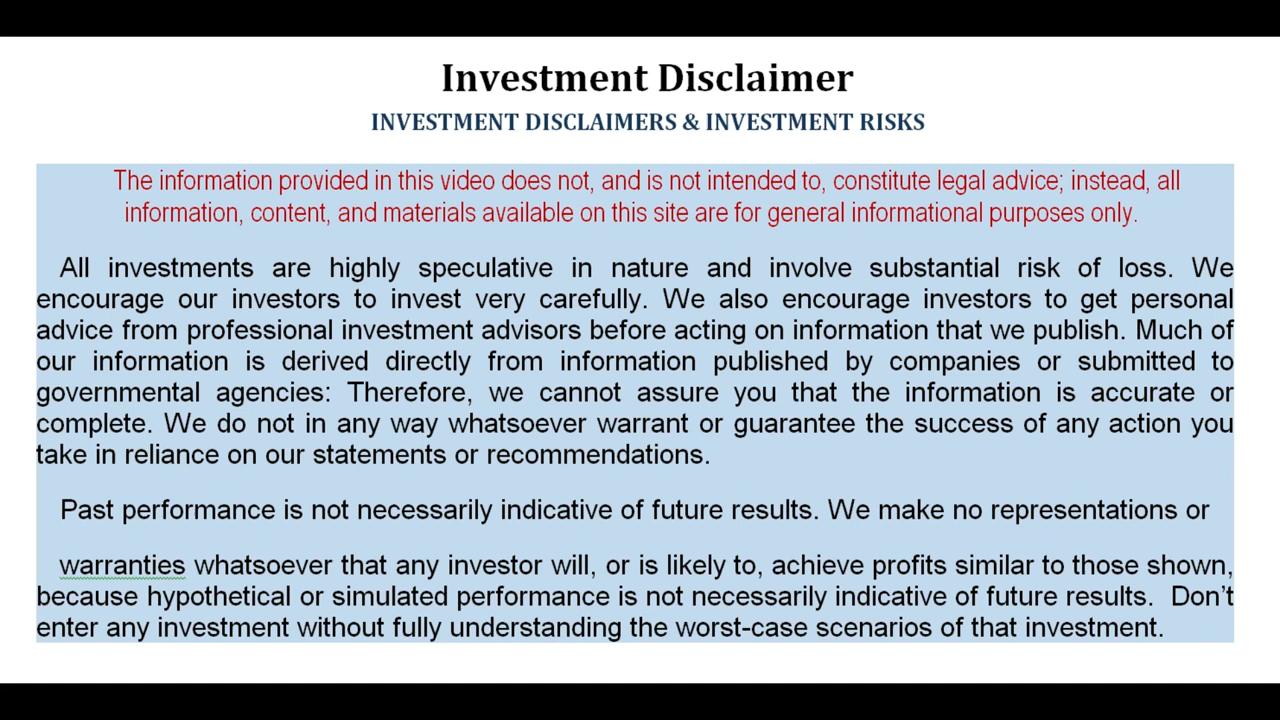 Investment Disclaimer
INVESTMENT DISCLAIMERS & INVESTMENT RISKS
The information provided in this video does not, and is not intended to, constitute legal advice; instead, all
information, content, and materials available on this site are for general informational purposes only.
All investments are highly speculative in nature and involve substantial risk of loss. We
encourage our investors to invest very carefully. We also encourage investors to get personal
advice from professional investment advisors before acting on information that we publish. Much of
our information is derived directly from information published by companies or submitted to
governmental agencies: Therefore, we cannot assure you that the information is accurate or
complete. We do not in any way whatsoever warrant or guarantee the success of any action you
take in reliance on our statements or recommendations.
Past performance is not necessarily indicative of future results. We make no representations or
warranties whatsoever that any investor will, or is likely to, achieve profits similar to those shown,
because hypothetical or simulated performance is not necessarily indicative of future results.  Don’t
enter any investment without fully understanding the worst-case scenarios of that investment.